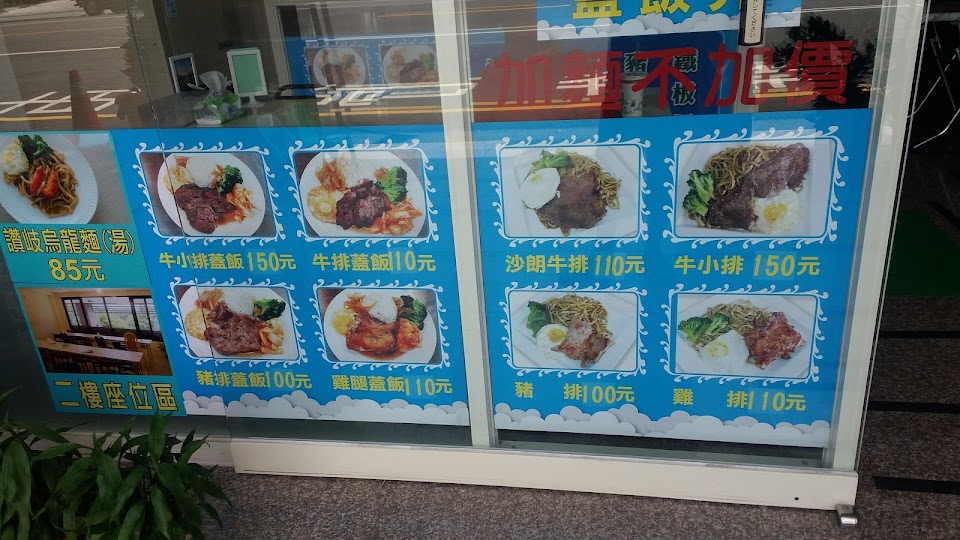 蓋飯
加麵不加價
鐵板
讚岐烏龍麵(湯)
85元
牛小排蓋飯150元
牛排蓋飯110元
沙朗牛排 110元
牛小排 150元
豬排蓋飯100元
雞腿蓋飯110元
豬 排100元
雞 排110元
二樓座位區